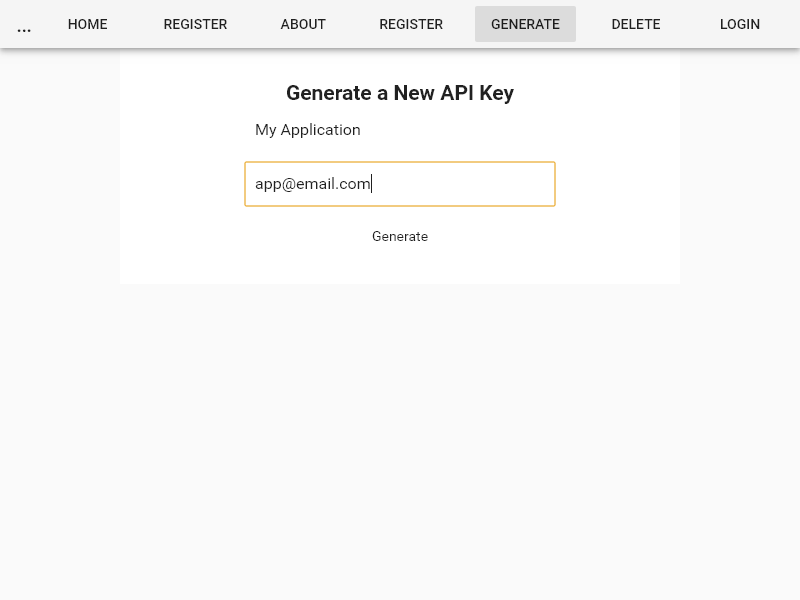 ... HOME REGISTER ABOUT REGISTER GENERATE DELETE LOGIN
Generate a New API Key
My Application
app@email.com
Generate